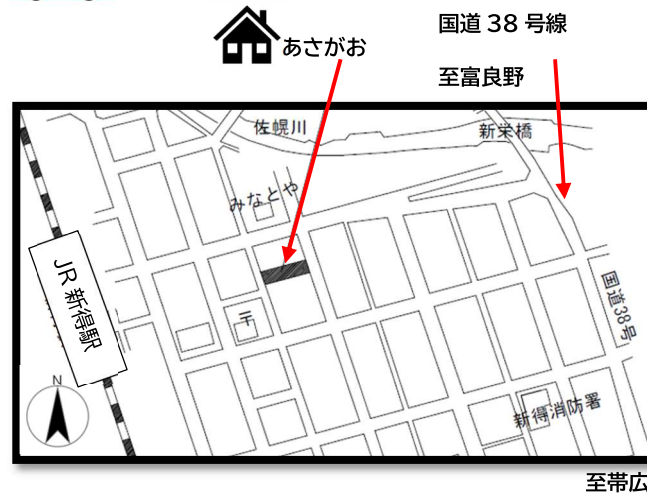 国道 38 号線
あさがお
至富良野
佐幌川
新栄橋
みなとや
JR 新得駅
〒
国道38号
N
新得消防署
至帯広